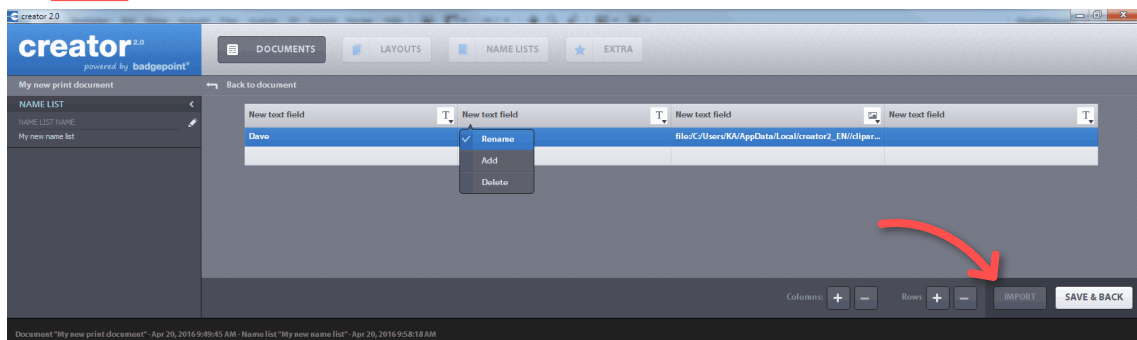 creator 2.0
creator 2.0
powered by badgepoint®
DOCUMENTS
LAYOUTS
NAME LISTS
EXTRA
My new print document
Back to document
NAME LIST
NAME LIST NAME
My new name list
New text field T New text field T New text field New text field T
Dave file:/C:/Users/KA/AppData/Local/creator2_EN//clipar...
Rename
Add
Delete
Columns: + − Rows + − IMPORT SAVE & BACK
Document "My new print document" - Apr 20, 2016 9:49:45 AM - Name list "My new name list" - Apr 20, 2016 9:58:18 AM